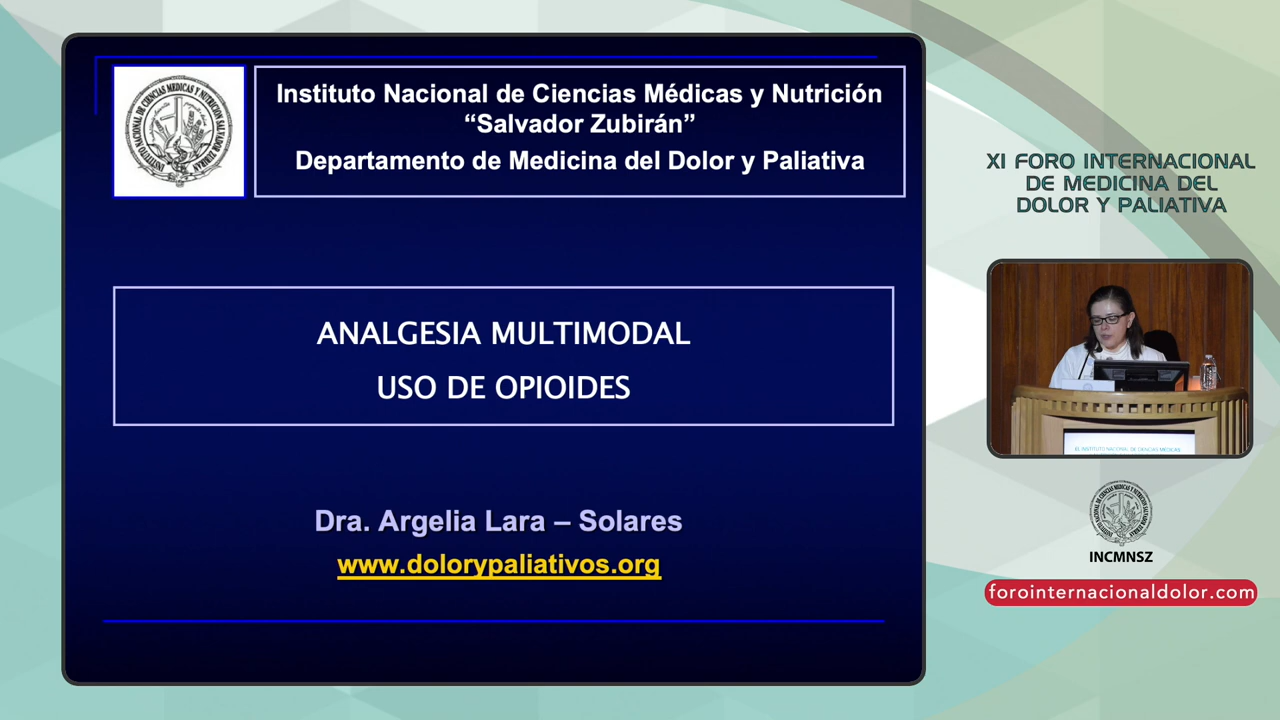 Instituto Nacional de Ciencias Médicas y Nutrición
“Salvador Zubirán”
Departamento de Medicina del Dolor y Paliativa
ANALGESIA MULTIMODAL
USO DE OPIOIDES
Dra. Argelia Lara – Solares
www.dolorypaliativos.org
XI FORO INTERNACIONAL
DE MEDICINA DEL
DOLOR Y PALIATIVA
INCMNSZ
forointernacionaldolor.com